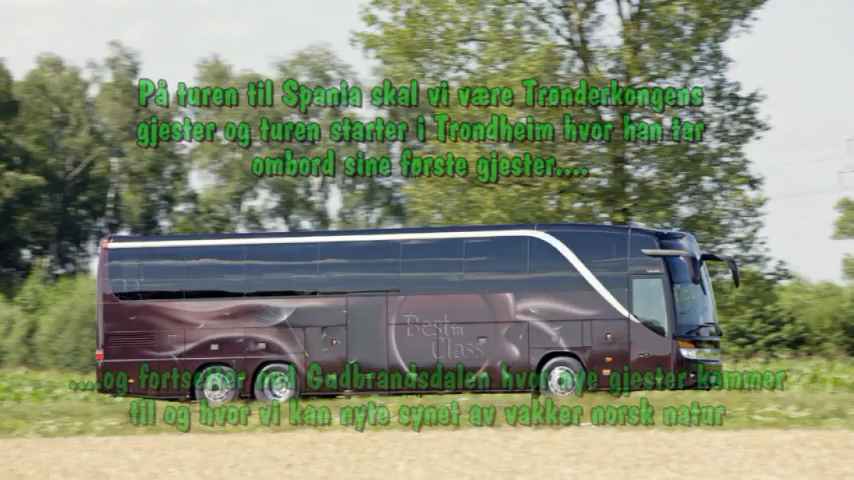 På turen til Spania skal vi være Trønderkongens
gjester og turen starter i Trondheim hvor han tar
ombord sine første gjester....
Best in
Class
....og fortsetter ned Gudbrandsdalen hvor nye gjester kommer
til og hvor vi kan nyte synet av vakker norsk natur